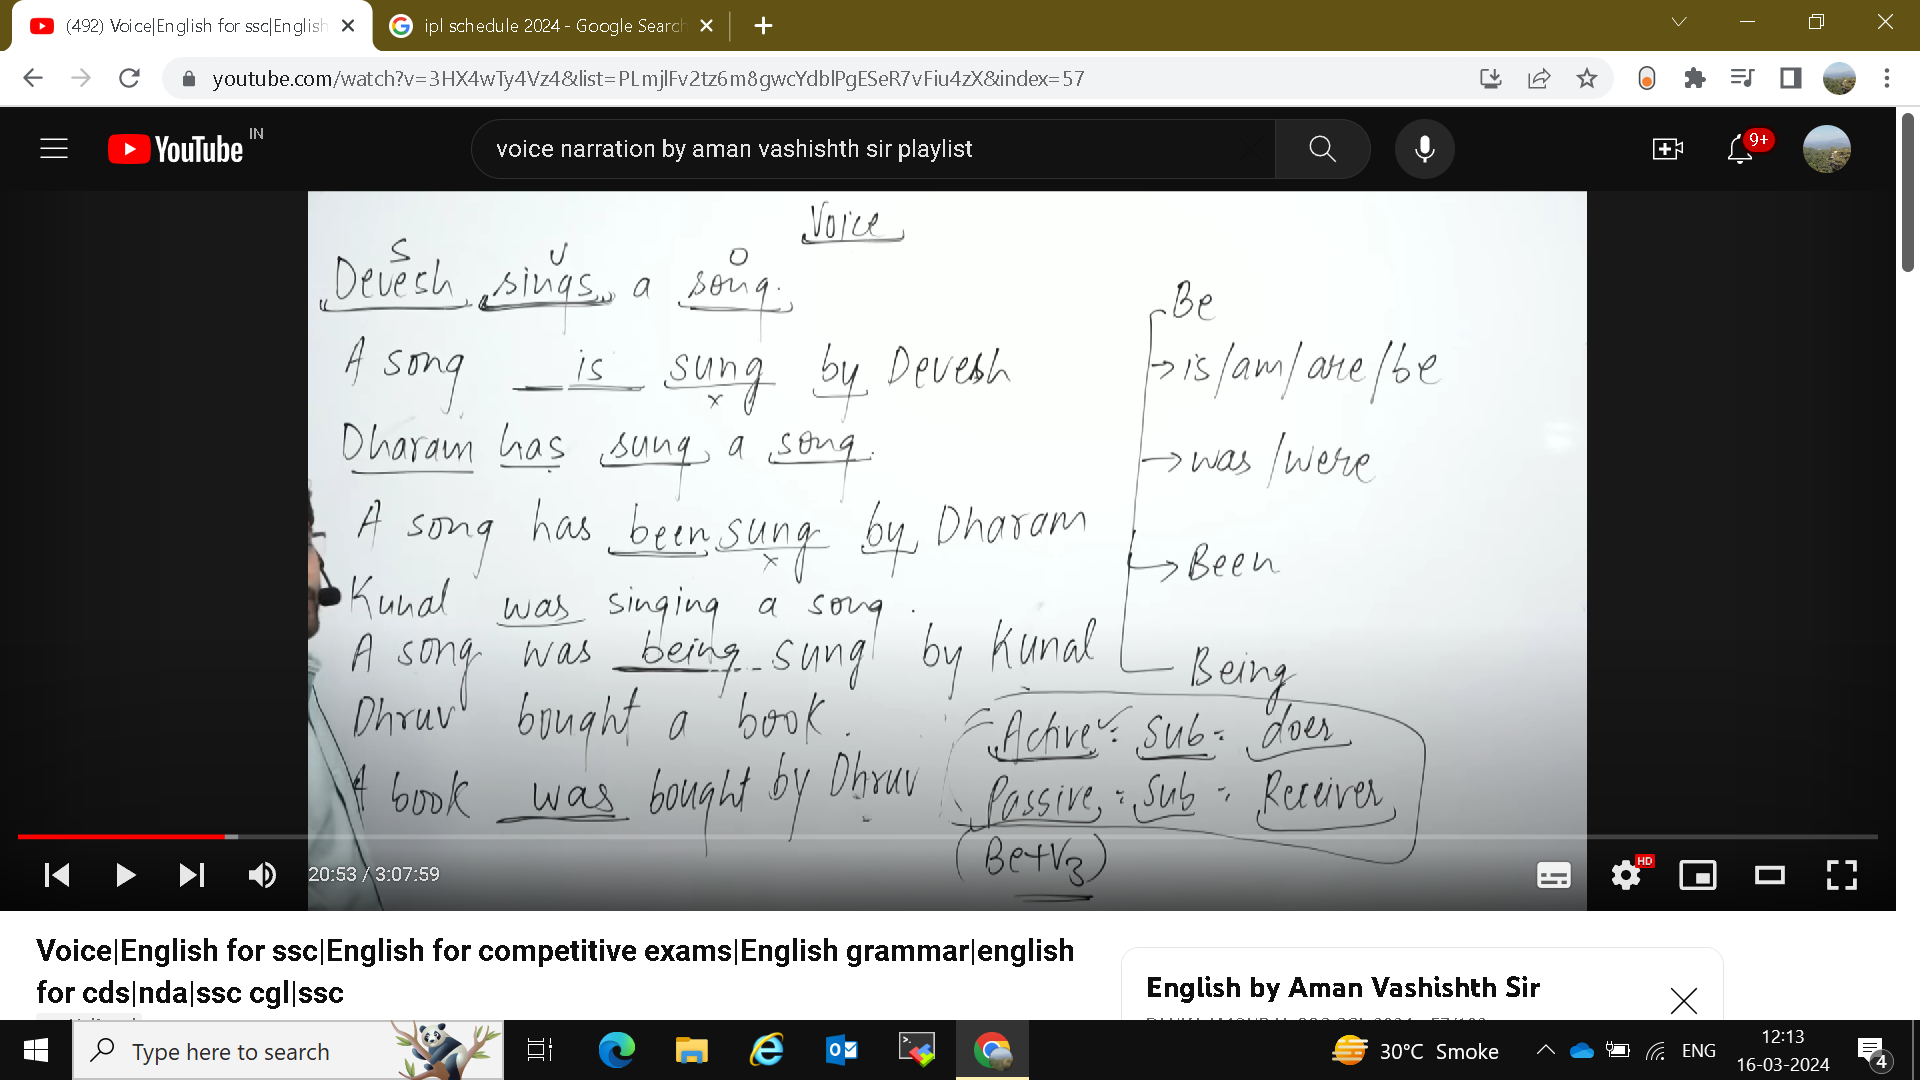 (492) Voice|English for ssc|English
ipl schedule 2024 - Google Search
youtube.com/watch?v=3HX4wTy4Vz4&list=PLmjlFv2tz6m8gwcYdblPgESeR7vFiu4zX&index=57
YouTube IN
voice narration by aman vashishth sir playlist
9+
Voice
S V O
Devesh sings a song.
A song is sung by Devesh
Dharam has sung a song.
A song has been sung by Dharam
Kunal was singing a song.
A song was being sung by Kunal
Dhruv bought a book.
A book was bought by Dhruv
Be
→ is/am/are/be
→ was/were
→ Been
Being
Active = Sub = doer
Passive = Sub = Receiver
(Be+V3)
20:53 / 3:07:59
HD
Voice|English for ssc|English for competitive exams|English grammar|english
for cds|nda|ssc cgl|ssc
English by Aman Vashishth Sir
Type here to search
30°C Smoke
ENG
12:13
16-03-2024
4